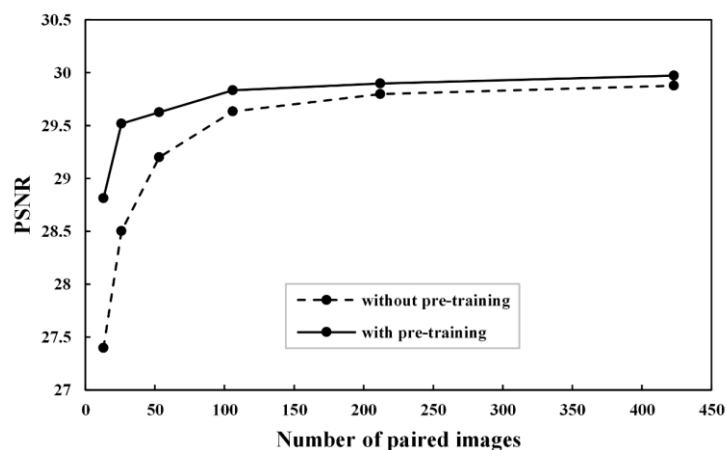 30.5
30
29.5
29
28.5
28
27.5
27
PSNR
without pre-training
with pre-training
0 50 100 150 200 250 300 350 400 450
Number of paired images